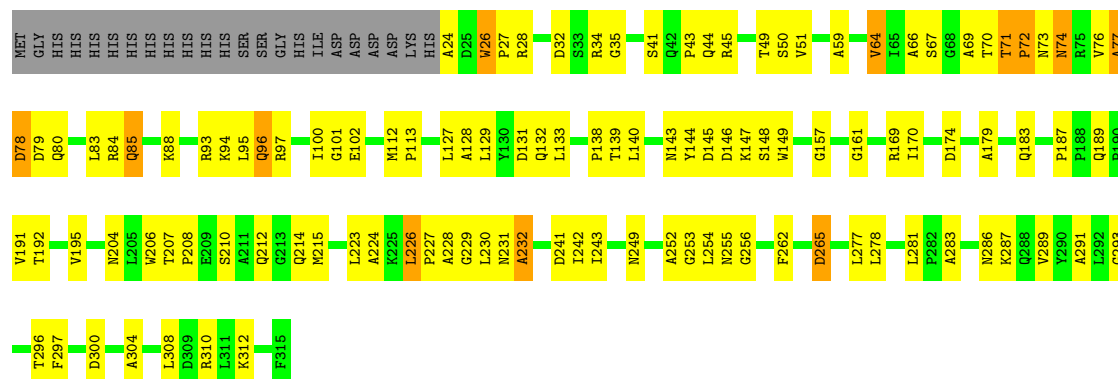 MET GLY HIS HIS HIS HIS HIS HIS HIS HIS HIS HIS SER SER GLY HIS ILE ASP ASP ASP ASP LYS HIS A24 D25 W26 P27 R28 D32 S33 R34 G35 S41 Q42 P43 Q44 R45 T49 S50 V51 A59 V64 I65 A66 S67 G68 A69 T70 T71 P72 N73 N74 R75 V76 A77
D78 D79 Q80 L83 R84 Q85 K88 R93 K94 L95 Q96 R97 I100 G101 E102 M112 P113 L127 A128 L129 Y130 D131 Q132 L133 P138 T139 L140 N143 Y144 D145 D146 K147 S148 W149 G157 G161 R169 I170 D174 A179 Q183 P187 P188 Q189 P190
V191 T192 V195 N204 L205 W206 T207 P208 E209 S210 A211 Q212 G213 Q214 M215 L223 A224 K225 L226 P227 A228 G229 L230 N231 A232 D241 I242 I243 N249 A252 G253 L254 N255 G256 F262 D265 L277 L278 L281 P282 A283 N286 K287 Q288 V289 Y290 A291 L292 G293
T296 F297 D300 A304 L308 D309 R310 L311 K312 F315